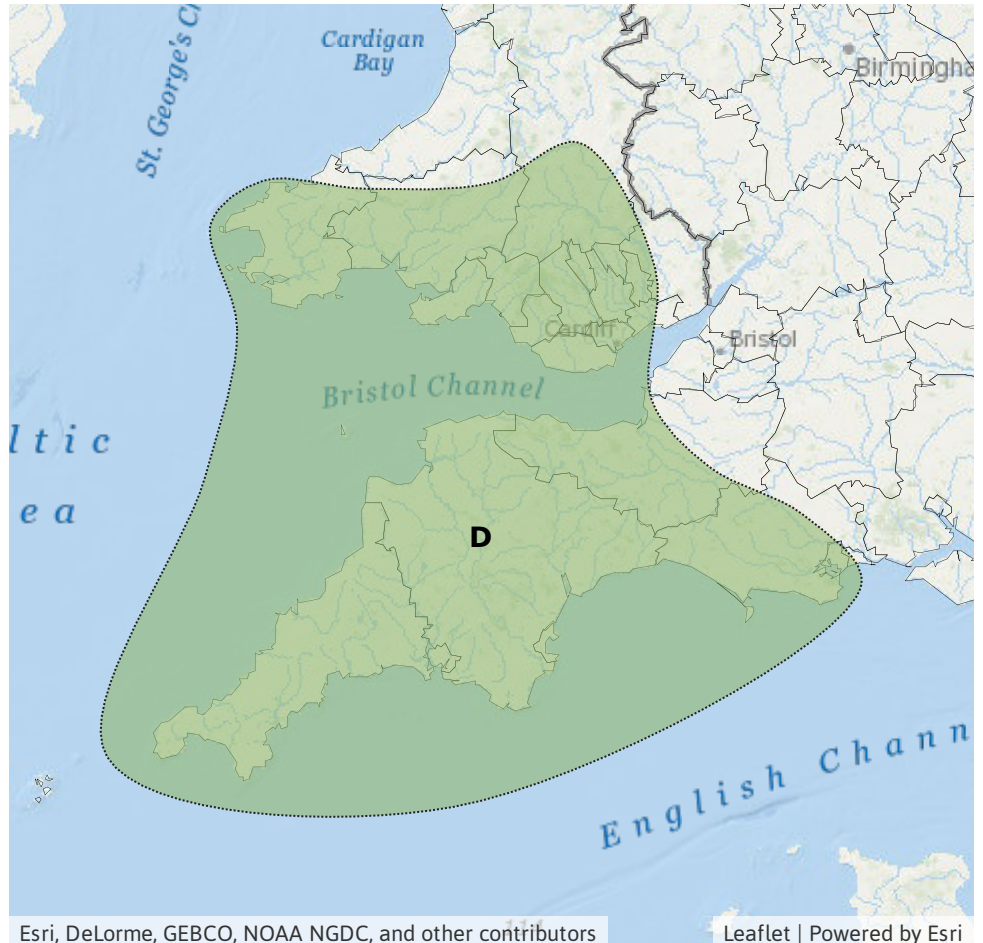 Cardigan
Bay
St. George's C
Birmingha
Cardiff
Bristol
Bristol Channel
ltic
ea
D
English Chann
Esri, DeLorme, GEBCO, NOAA NGDC, and other contributors
Leaflet | Powered by Esri